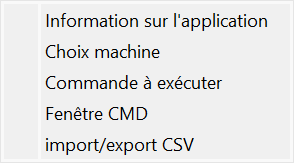 Information sur l'application
Choix machine
Commande à exécuter
Fenêtre CMD
import/export CSV